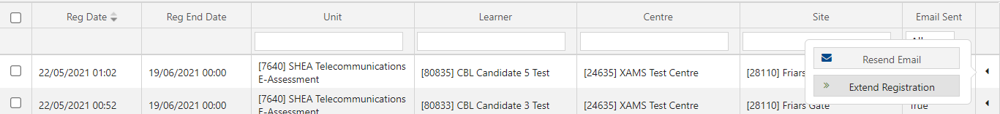 Reg Date Reg End Date Unit Learner Centre Site Email Sent
[7640] SHEA Telecommunications
22/05/2021 01:02 19/06/2021 00:00 E-Assessment [80835] CBL Candidate 5 Test [24635] XAMS Test Centre [28110] Friars
Resend Email
Extend Registration
[7640] SHEA Telecommunications
22/05/2021 00:52 19/06/2021 00:00 E-Assessment [80833] CBL Candidate 3 Test [24635] XAMS Test Centre [28110] Friars Gate True